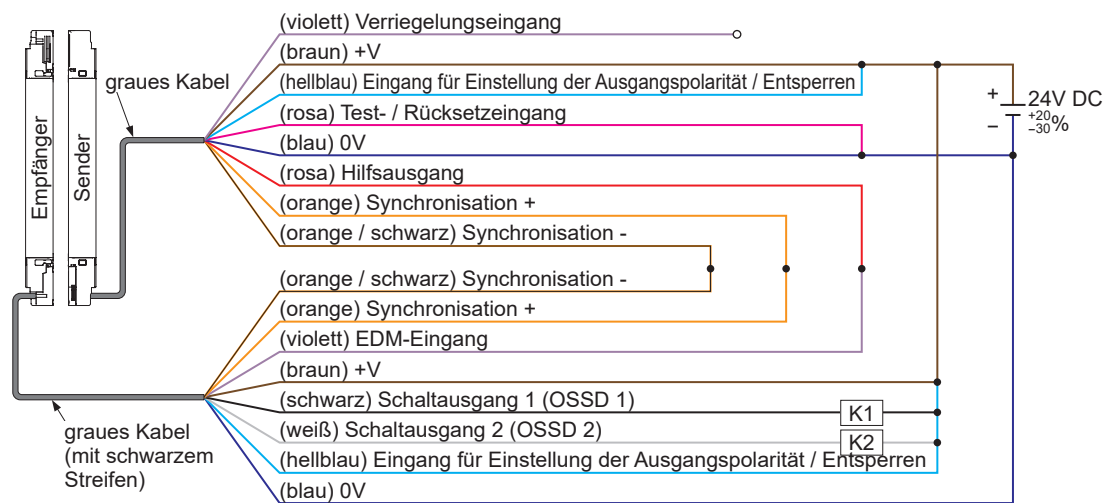 (violett) Verriegelungseingang
(braun) +V
graues Kabel
(hellblau) Eingang für Einstellung der Ausgangspolarität / Entsperren
+
24V DC
+20
−30%
−
(rosa) Test- / Rücksetzeingang
(blau) 0V
Empfänger
Sender
(rosa) Hilfsausgang
(orange) Synchronisation +
(orange / schwarz) Synchronisation -
(orange / schwarz) Synchronisation -
(orange) Synchronisation +
(violett) EDM-Eingang
(braun) +V
(schwarz) Schaltausgang 1 (OSSD 1)
K1
(weiß) Schaltausgang 2 (OSSD 2)
K2
graues Kabel
(mit schwarzem
Streifen)
(hellblau) Eingang für Einstellung der Ausgangspolarität / Entsperren
(blau) 0V